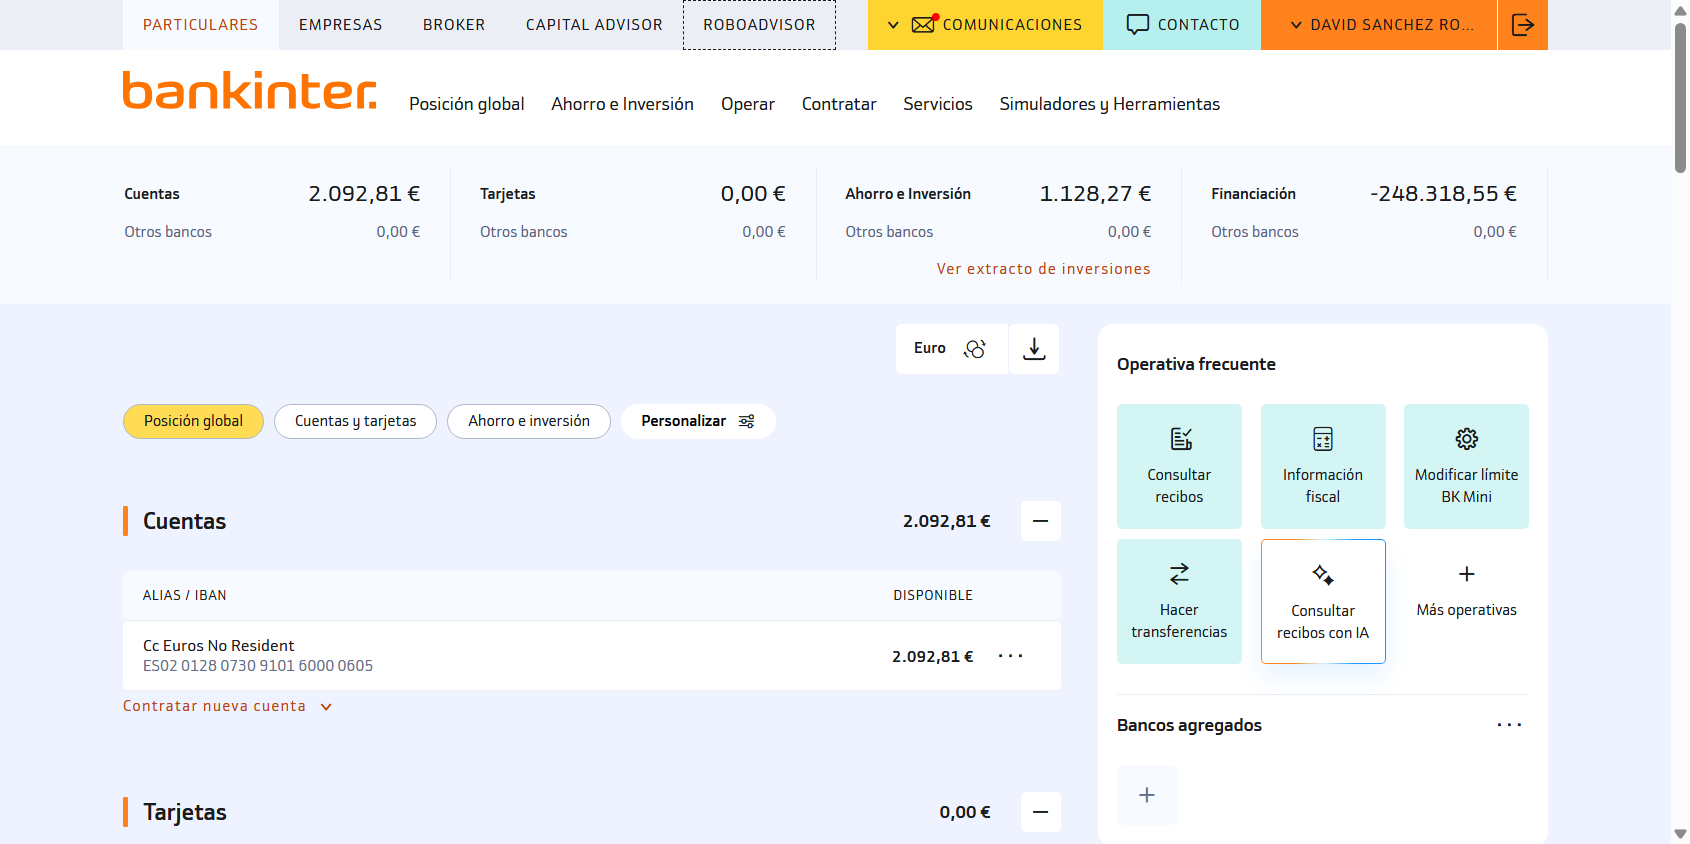 PARTICULARES
EMPRESAS
BROKER
CAPITAL ADVISOR
ROBOADVISOR
COMUNICACIONES
CONTACTO
DAVID SANCHEZ RO...
bankinter.
Posición global
Ahorro e Inversión
Operar
Contratar
Servicios
Simuladores y Herramientas
Cuentas 2.092,81 €
Otros bancos 0,00 €
Tarjetas 0,00 €
Otros bancos 0,00 €
Ahorro e Inversión 1.128,27 €
Otros bancos 0,00 €
Ver extracto de inversiones
Financiación -248.318,55 €
Otros bancos 0,00 €
Euro
Posición global
Cuentas y tarjetas
Ahorro e inversión
Personalizar
Cuentas 2.092,81 €
ALIAS / IBAN DISPONIBLE
Cc Euros No Resident
ES02 0128 0730 9101 6000 0605
2.092,81 €
Contratar nueva cuenta
Tarjetas 0,00 €
Operativa frecuente
Consultar
recibos
Información
fiscal
Modificar límite
BK Mini
Hacer
transferencias
Consultar
recibos con IA
Más operativas
Bancos agregados